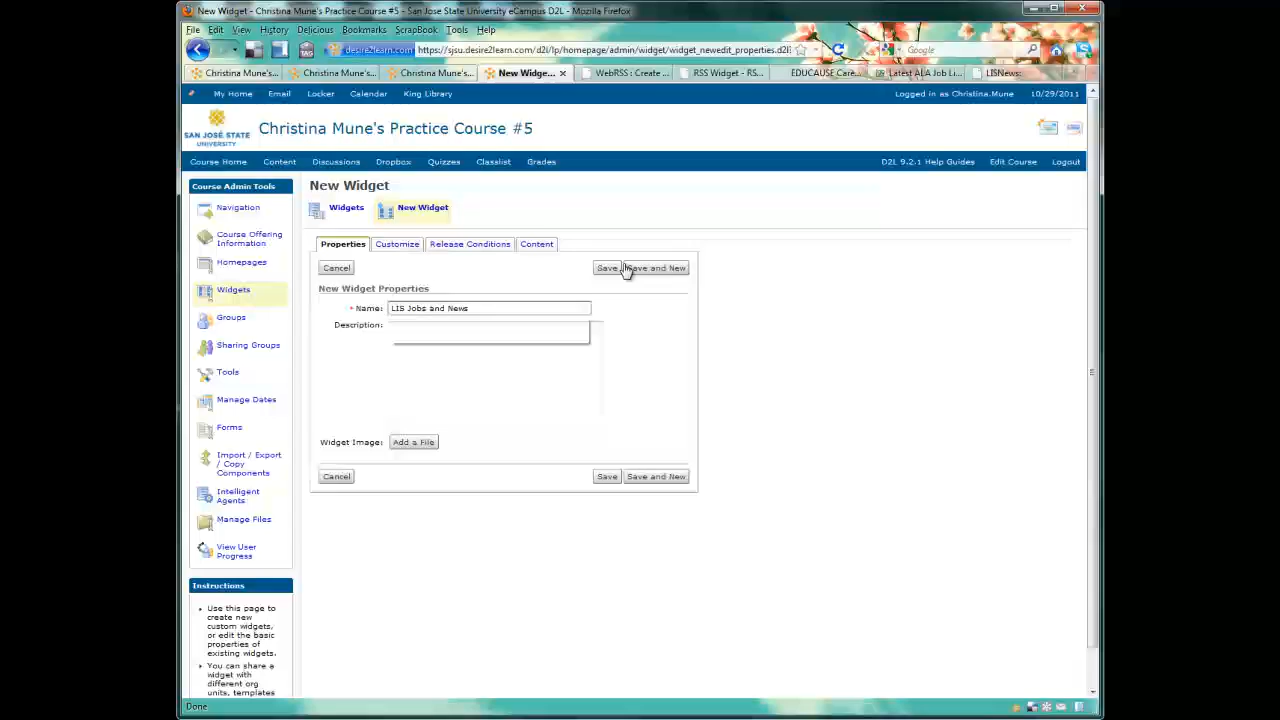 New Widget - Christina Mune's Practice Course #5 - San Jose State University eCampus D2L - Mozilla Firefox
File Edit View History Delicious Bookmarks ScrapBook Tools Help
desire2learn.com https://sjsu.desire2learn.com/d2l/lp/homepage/admin/widget/widget_newedit_properties.d2l Google
Christina Mune's... Christina Mune's... Christina Mune's... New Widge... WebRSS: Create ... RSS Widget - RS... EDUCAUSE Care... Latest ALA Job Li... LISNews:
My Home Email Locker Calendar King Library Logged in as Christina.Mune 10/29/2011
SAN JOSÉ STATE UNIVERSITY
Christina Mune's Practice Course #5
Course Home Content Discussions Dropbox Quizzes Classlist Grades D2L 9.2.1 Help Guides Edit Course Logout
Course Admin Tools
Navigation
Course Offering
Information
Homepages
Widgets
Groups
Sharing Groups
Tools
Manage Dates
Forms
Import / Export
/ Copy
Components
Intelligent
Agents
Manage Files
View User
Progress
Instructions
Use this page to
create new
custom widgets,
or edit the basic
properties of
existing widgets.
You can share a
widget with
different org
units, templates
New Widget
Widgets New Widget
Properties Customize Release Conditions Content
Cancel Save Save and New
New Widget Properties
* Name: LIS Jobs and News
Description:
Widget Image: Add a File
Cancel Save Save and New
Done